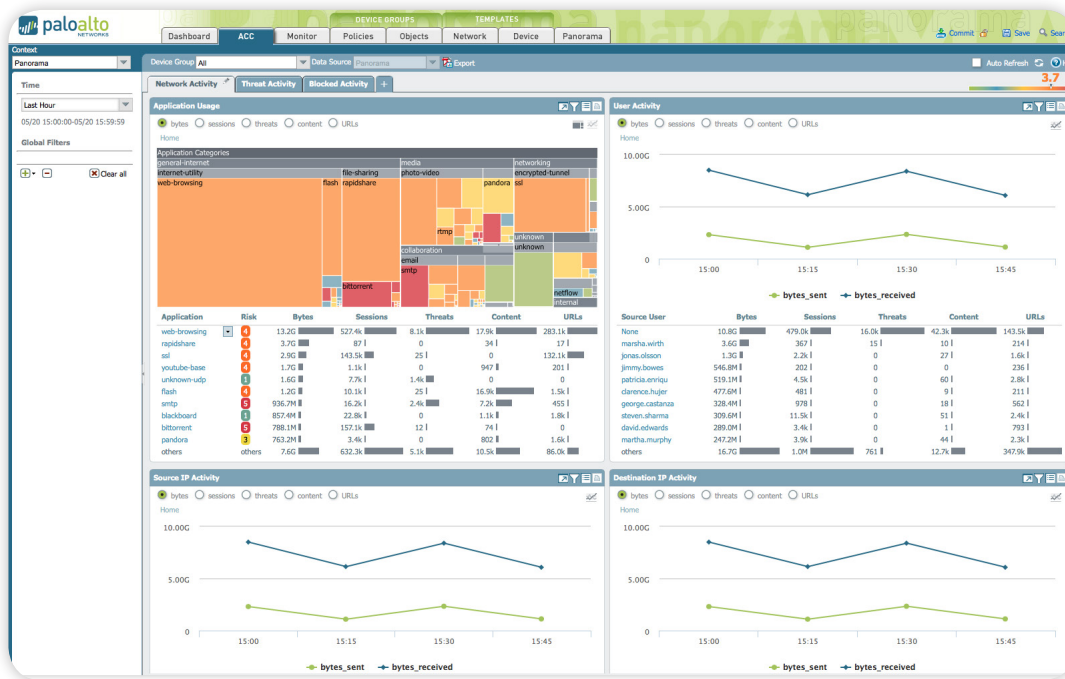 paloalto
NETWORKS
DEVICE GROUPS TEMPLATES
Dashboard ACC Monitor Policies Objects Network Device Panorama
panorama
Commit Save Sear
Context
Panorama
Device Group All Data Source Panorama Export
Auto Refresh
3.7
Time
Last Hour
05/20 15:00:00-05/20 15:59:59
Global Filters
Clear all
Network Activity Threat Activity Blocked Activity +
Application Usage
bytes sessions threats content URLs
Home
Application Categories
general-internet media networking
internet-utility file-sharing photo-video encrypted-tunnel
web-browsing flash rapidshare pandora ssl
rtmp
unknown
collaboration unknown
email
smtp
bittorrent
netflow
internal
Application Risk Bytes Sessions Threats Content URLs
web-browsing 4 13.2G 527.4k 8.1k 17.9k 283.1k
rapidshare 4 3.7G 87 0 34 17
ssl 4 2.9G 143.5k 25 0 132.1k
youtube-base 4 1.7G 1.1k 0 947 201
unknown-udp 1 1.6G 7.7k 1.4k 0 0
flash 4 1.2G 10.1k 25 16.9k 1.5k
smtp 5 936.7M 16.2k 2.4k 7.2k 455
blackboard 1 857.4M 22.8k 0 1.1k 1.8k
bittorrent 5 788.1M 157.1k 12 74 0
pandora 3 763.2M 3.4k 0 802 1.6k
others others 7.6G 632.3k 5.1k 10.5k 86.0k
User Activity
bytes sessions threats content URLs
Home
10.00G
5.00G
0
15:00 15:15 15:30 15:45
bytes_sent bytes_received
Source User Bytes Sessions Threats Content URLs
None 10.8G 479.0k 16.0k 42.3k 143.5k
marsha.wirth 3.6G 367 15 10 214
jonas.olsson 1.3G 2.2k 0 27 1.6k
jimmy.bowes 546.8M 202 0 0 236
patricia.enriqu 519.1M 4.5k 0 60 2.8k
clarence.hujer 477.6M 481 0 9 211
george.costanza 328.4M 978 0 18 562
steven.sharma 309.6M 11.5k 0 51 2.4k
david.edwards 289.0M 3.4k 0 1 793
martha.murphy 247.2M 3.9k 0 44 2.3k
others 16.7G 1.0M 761 12.7k 347.9k
Source IP Activity
bytes sessions threats content URLs
Home
10.00G
5.00G
0
15:00 15:15 15:30 15:45
bytes_sent bytes_received
Destination IP Activity
bytes sessions threats content URLs
Home
10.00G
5.00G
0
15:00 15:15 15:30 15:45
bytes_sent bytes_received